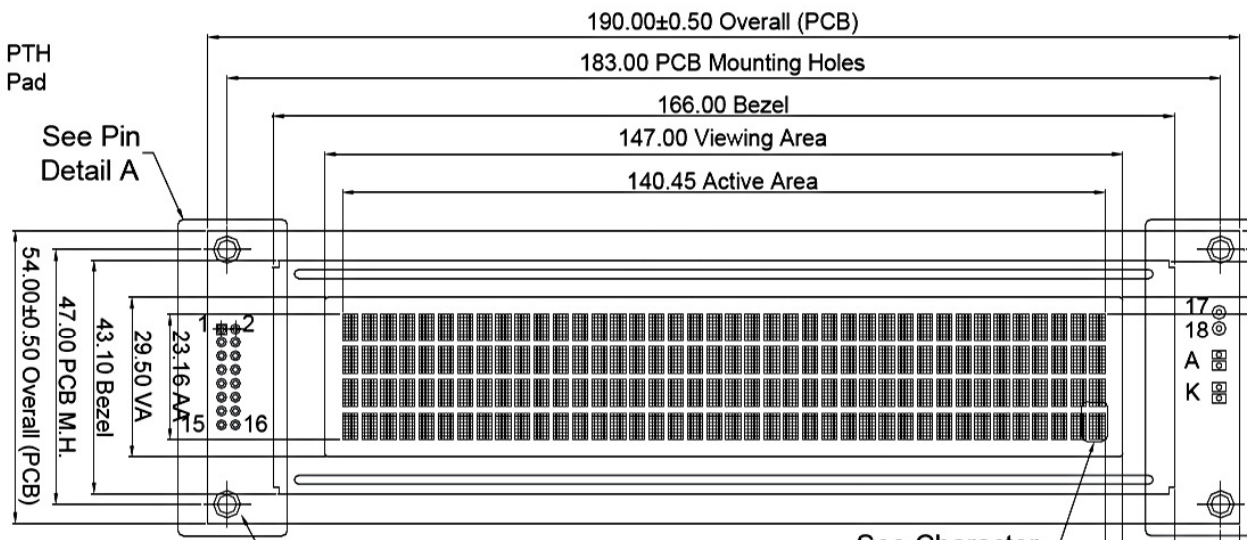 190.00±0.50 Overall (PCB)
PTH
Pad
183.00 PCB Mounting Holes
166.00 Bezel
See Pin
Detail A
147.00 Viewing Area
140.45 Active Area
54.00±0.50 Overall (PCB)
47.00 PCB M.H.
43.10 Bezel
29.50 VA
23.16 AA
1
2
15
16
17
18
A
K
See Character